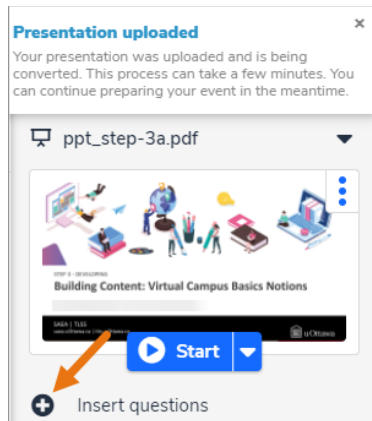 Presentation uploaded
Your presentation was uploaded and is being
converted. This process can take a few minutes. You
can continue preparing your event in the meantime.
ppt_step-3a.pdf
STEP 3 - DEVELOPING
Building Content: Virtual Campus Basics Notions
SAEA | TLSS
uOttawa
Start
Insert questions